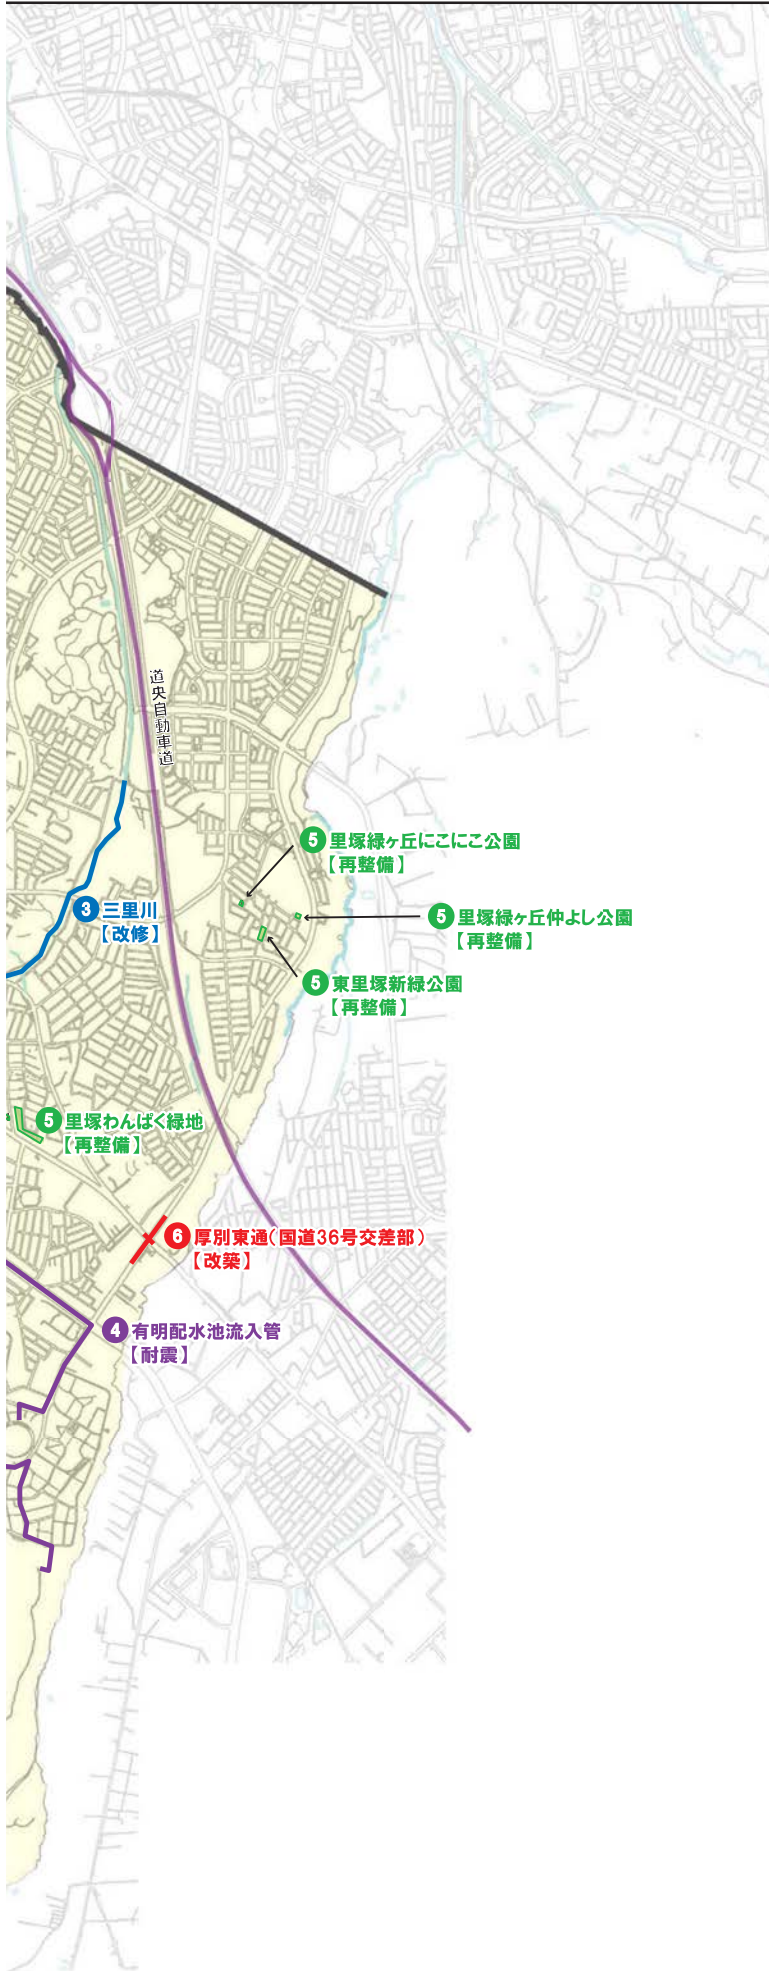 道央自動車道
5 里塚緑ヶ丘にこにこ公園
【再整備】
3 三里川
【改修】
5 里塚緑ヶ丘仲よし公園
【再整備】
5 東里塚新緑公園
【再整備】
5 里塚わんぱく緑地
【再整備】
6 厚別東通(国道36号交差部)
【改築】
4 有明配水池流入管
【耐震】